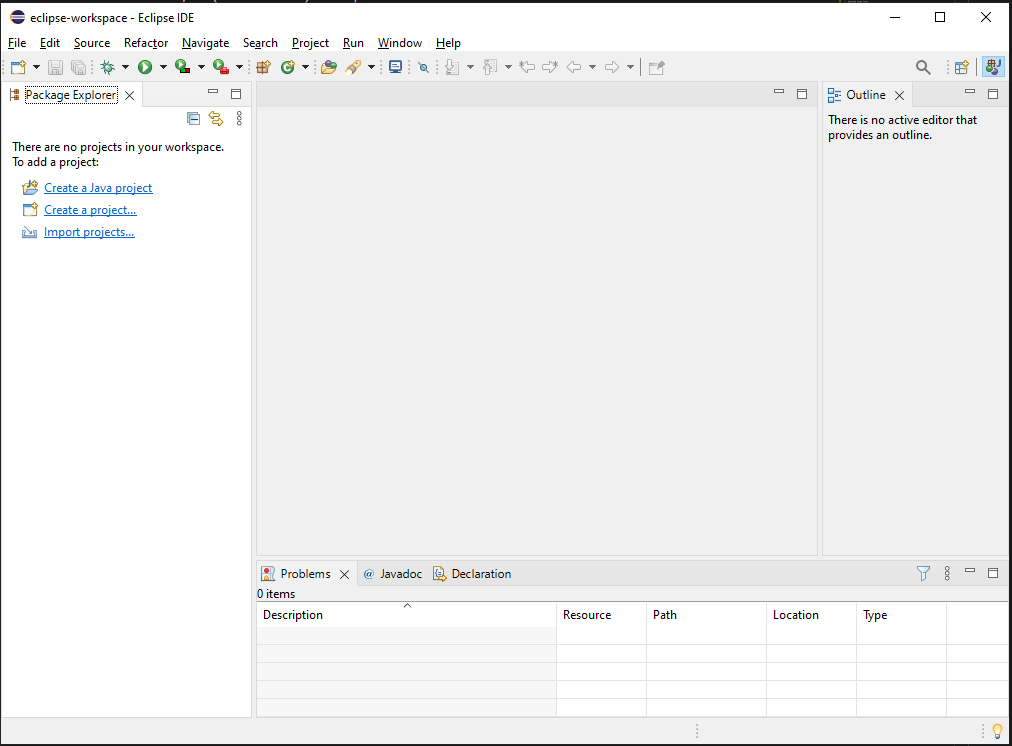 eclipse-workspace - Eclipse IDE
File Edit Source Refactor Navigate Search Project Run Window Help
Package Explorer
There are no projects in your workspace.
To add a project:
Create a Java project
Create a project...
Import projects...
Outline
There is no active editor that
provides an outline.
Problems @ Javadoc Declaration
0 items
Description Resource Path Location Type